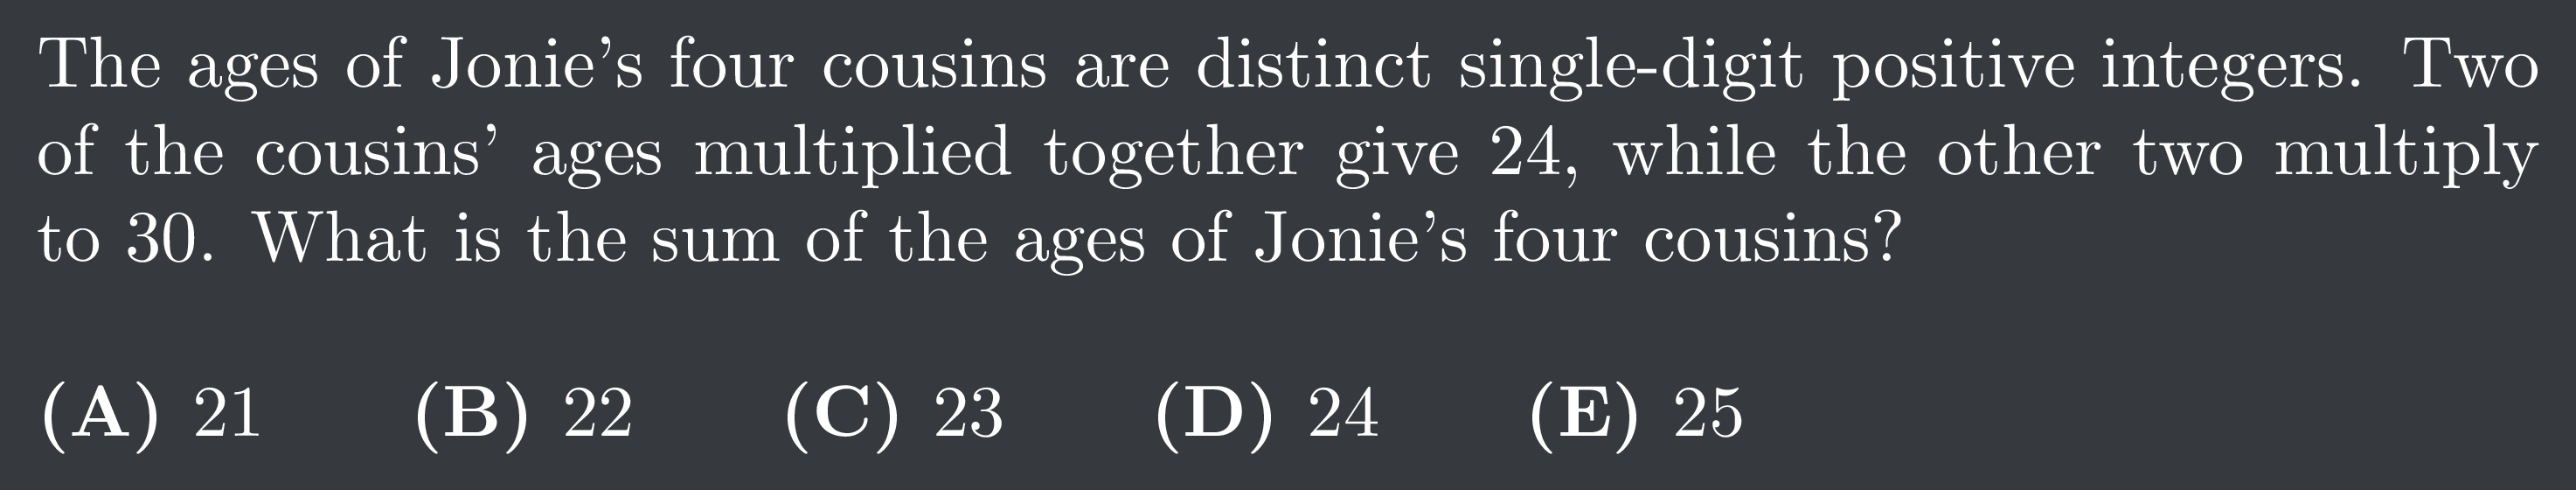 The ages of Jonie's four cousins are distinct single-digit positive integers. Two
of the cousins' ages multiplied together give 24, while the other two multiply
to 30. What is the sum of the ages of Jonie's four cousins?
(A) 21 (B) 22 (C) 23 (D) 24 (E) 25